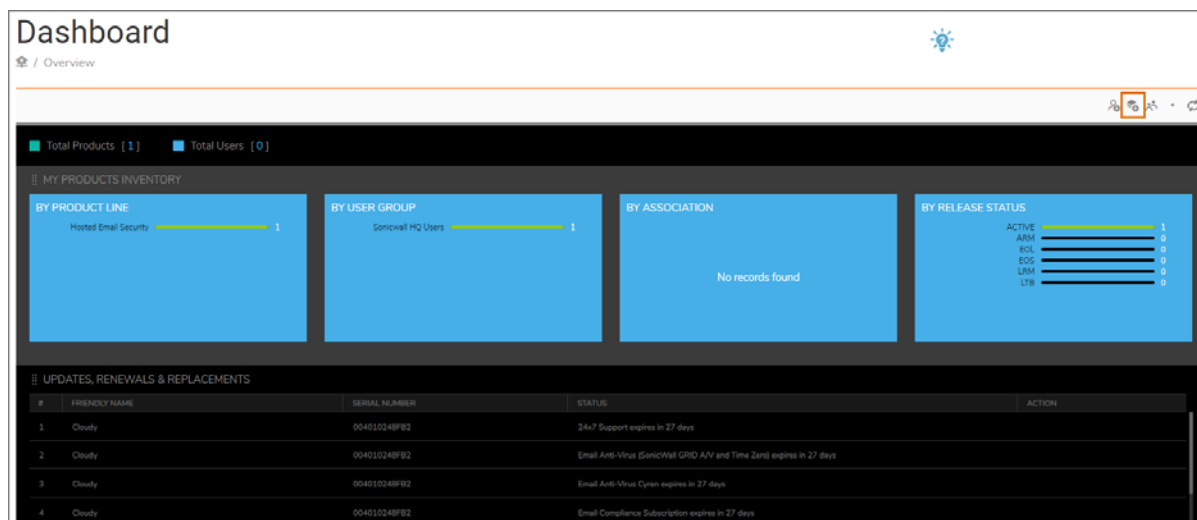 Dashboard
/ Overview
Total Products [ 1 ] Total Users [ 0 ]
MY PRODUCTS INVENTORY
BY PRODUCT LINE
Hosted Email Security 1
BY USER GROUP
Sonicwall HQ Users 1
BY ASSOCIATION
No records found
BY RELEASE STATUS
ACTIVE 1
ARM 0
EOL 0
EOS 0
LRM 0
LTB 0
UPDATES, RENEWALS & REPLACEMENTS
# FRIENDLY NAME SERIAL NUMBER STATUS ACTION
1 Cloudy 004010248FB2 24x7 Support expires in 27 days
2 Cloudy 004010248FB2 Email Anti-Virus (SonicWall GRID A/V and Time Zero) expires in 27 days
3 Cloudy 004010248FB2 Email Anti-Virus Cyren expires in 27 days
4 Cloudy 004010248FB2 Email Compliance Subscription expires in 27 days